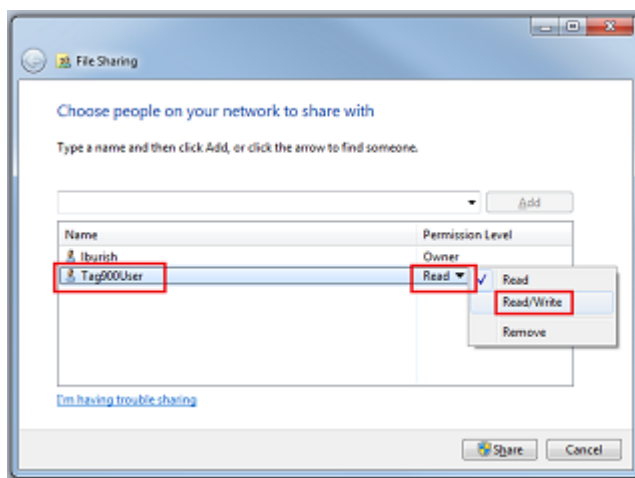 File Sharing
Choose people on your network to share with
Type a name and then click Add, or click the arrow to find someone.
Add
Name Permission Level
lburish Owner
Tag900User Read
Read
Read/Write
Remove
I'm having trouble sharing
Share Cancel